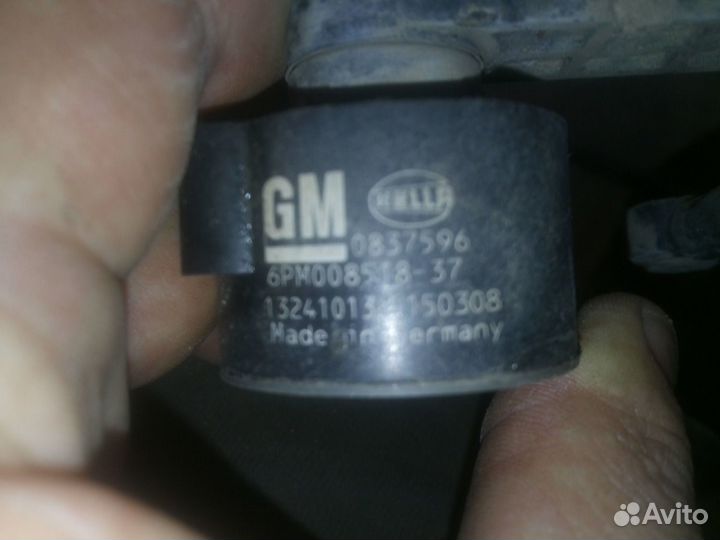 GM HELLA
0837596
6PM008518-37
13241013 150308
Made in Germany
Avito